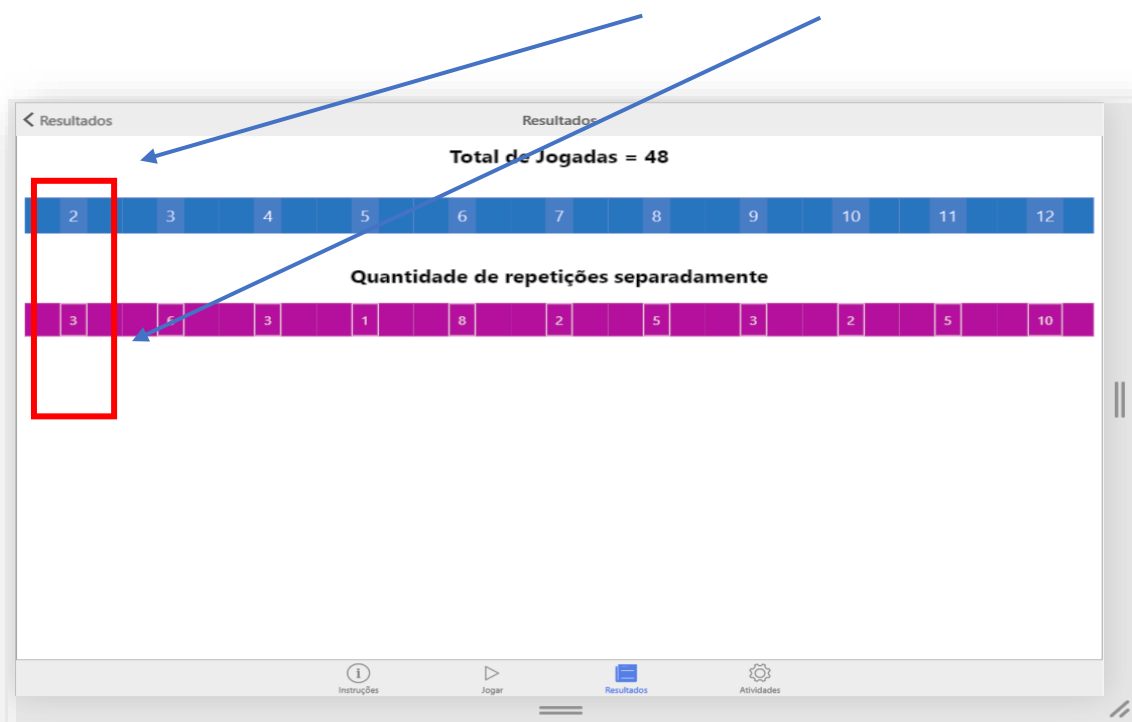 Resultados Resultados
Total de Jogadas = 48
2 3 4 5 6 7 8 9 10 11 12
Quantidade de repetições separadamente
3 6 3 1 8 2 5 3 2 5 10
Instruções Jogar Resultados Atividades